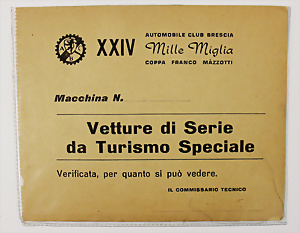 AUTOMOBILE CLUB BRESCIA
XXIV Mille Miglia
COPPA FRANCO MAZZOTTI
Macchina N.
Vetture di Serie
da Turismo Speciale
Verificata, per quanto si può vedere.
IL COMMISSARIO TECNICO